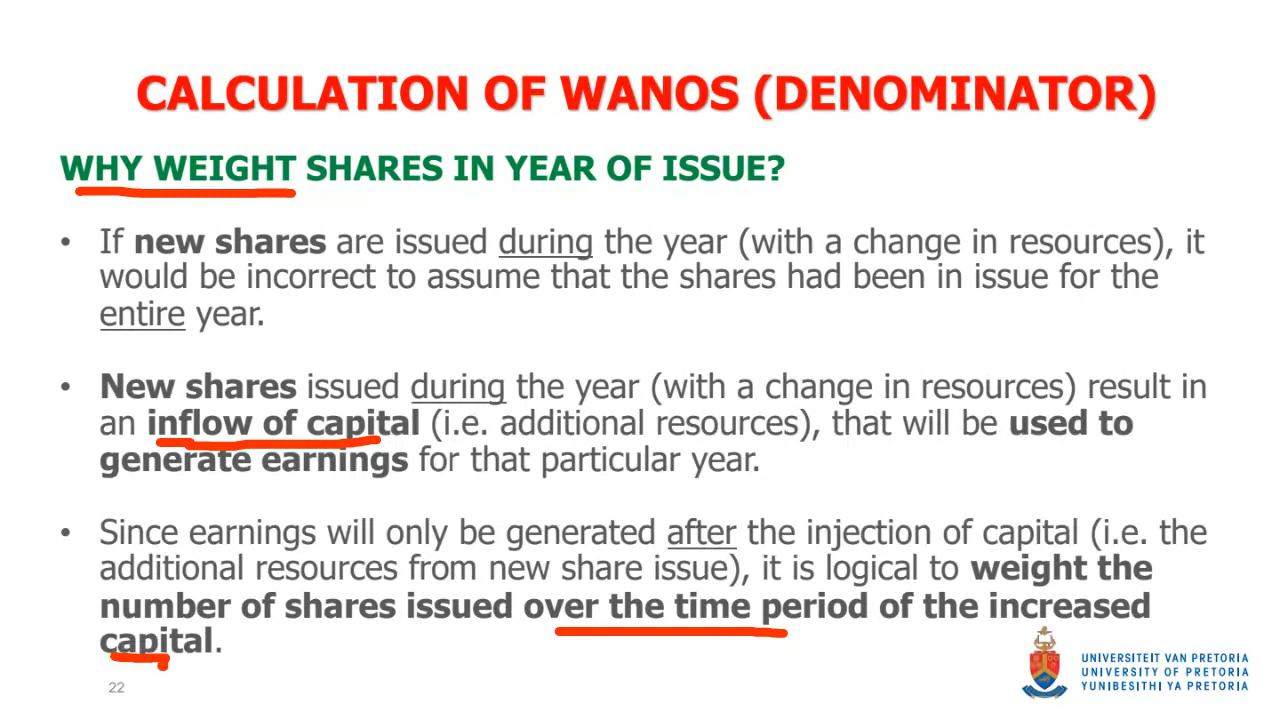 CALCULATION OF WANOS (DENOMINATOR)
WHY WEIGHT SHARES IN YEAR OF ISSUE?
• If new shares are issued during the year (with a change in resources), it
would be incorrect to assume that the shares had been in issue for the
entire year.
• New shares issued during the year (with a change in resources) result in
an inflow of capital (i.e. additional resources), that will be used to
generate earnings for that particular year.
• Since earnings will only be generated after the injection of capital (i.e. the
additional resources from new share issue), it is logical to weight the
number of shares issued over the time period of the increased
capital.
UNIVERSITEIT VAN PRETORIA
UNIVERSITY OF PRETORIA
YUNIBESITHI YA PRETORIA
22